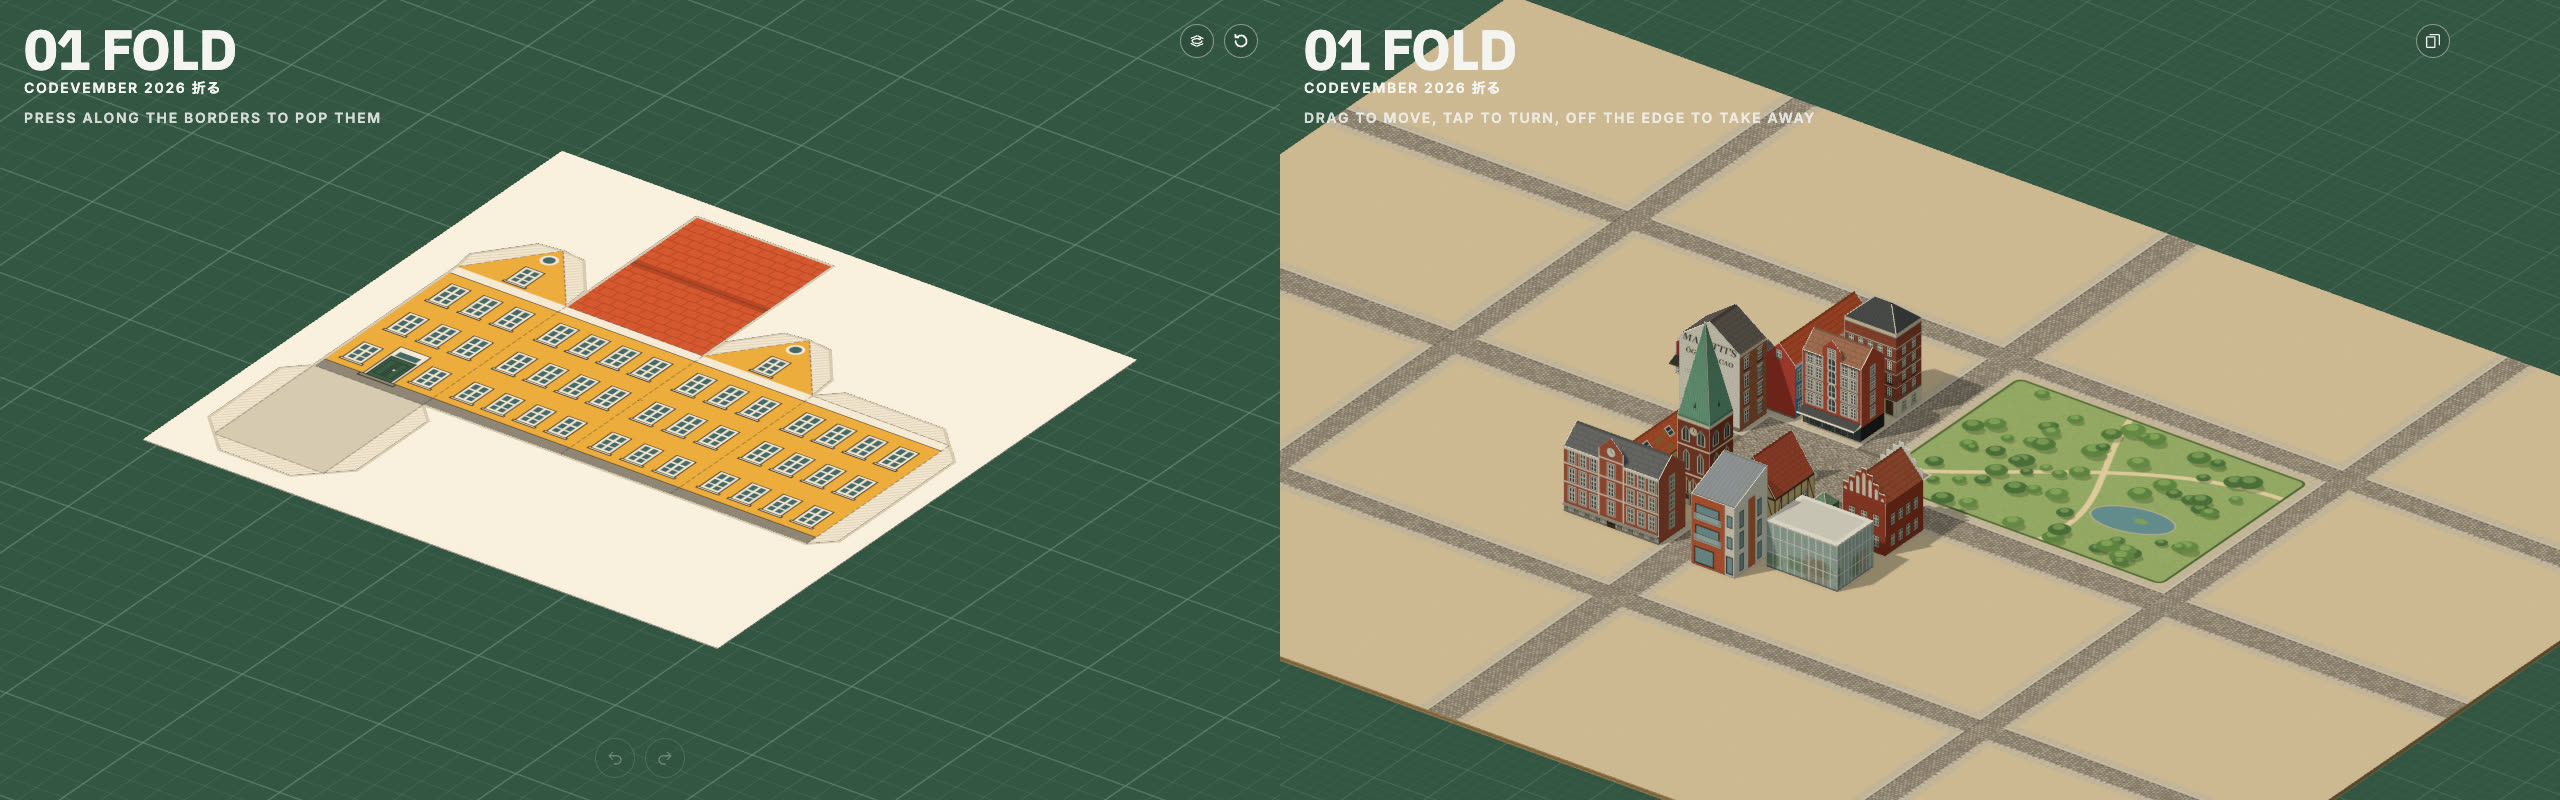 01 FOLD
CODEVEMBER 2026 折る
PRESS ALONG THE BORDERS TO POP THEM
01 FOLD
CODEVEMBER 2026 折る
DRAG TO MOVE, TAP TO TURN, OFF THE EDGE TO TAKE AWAY